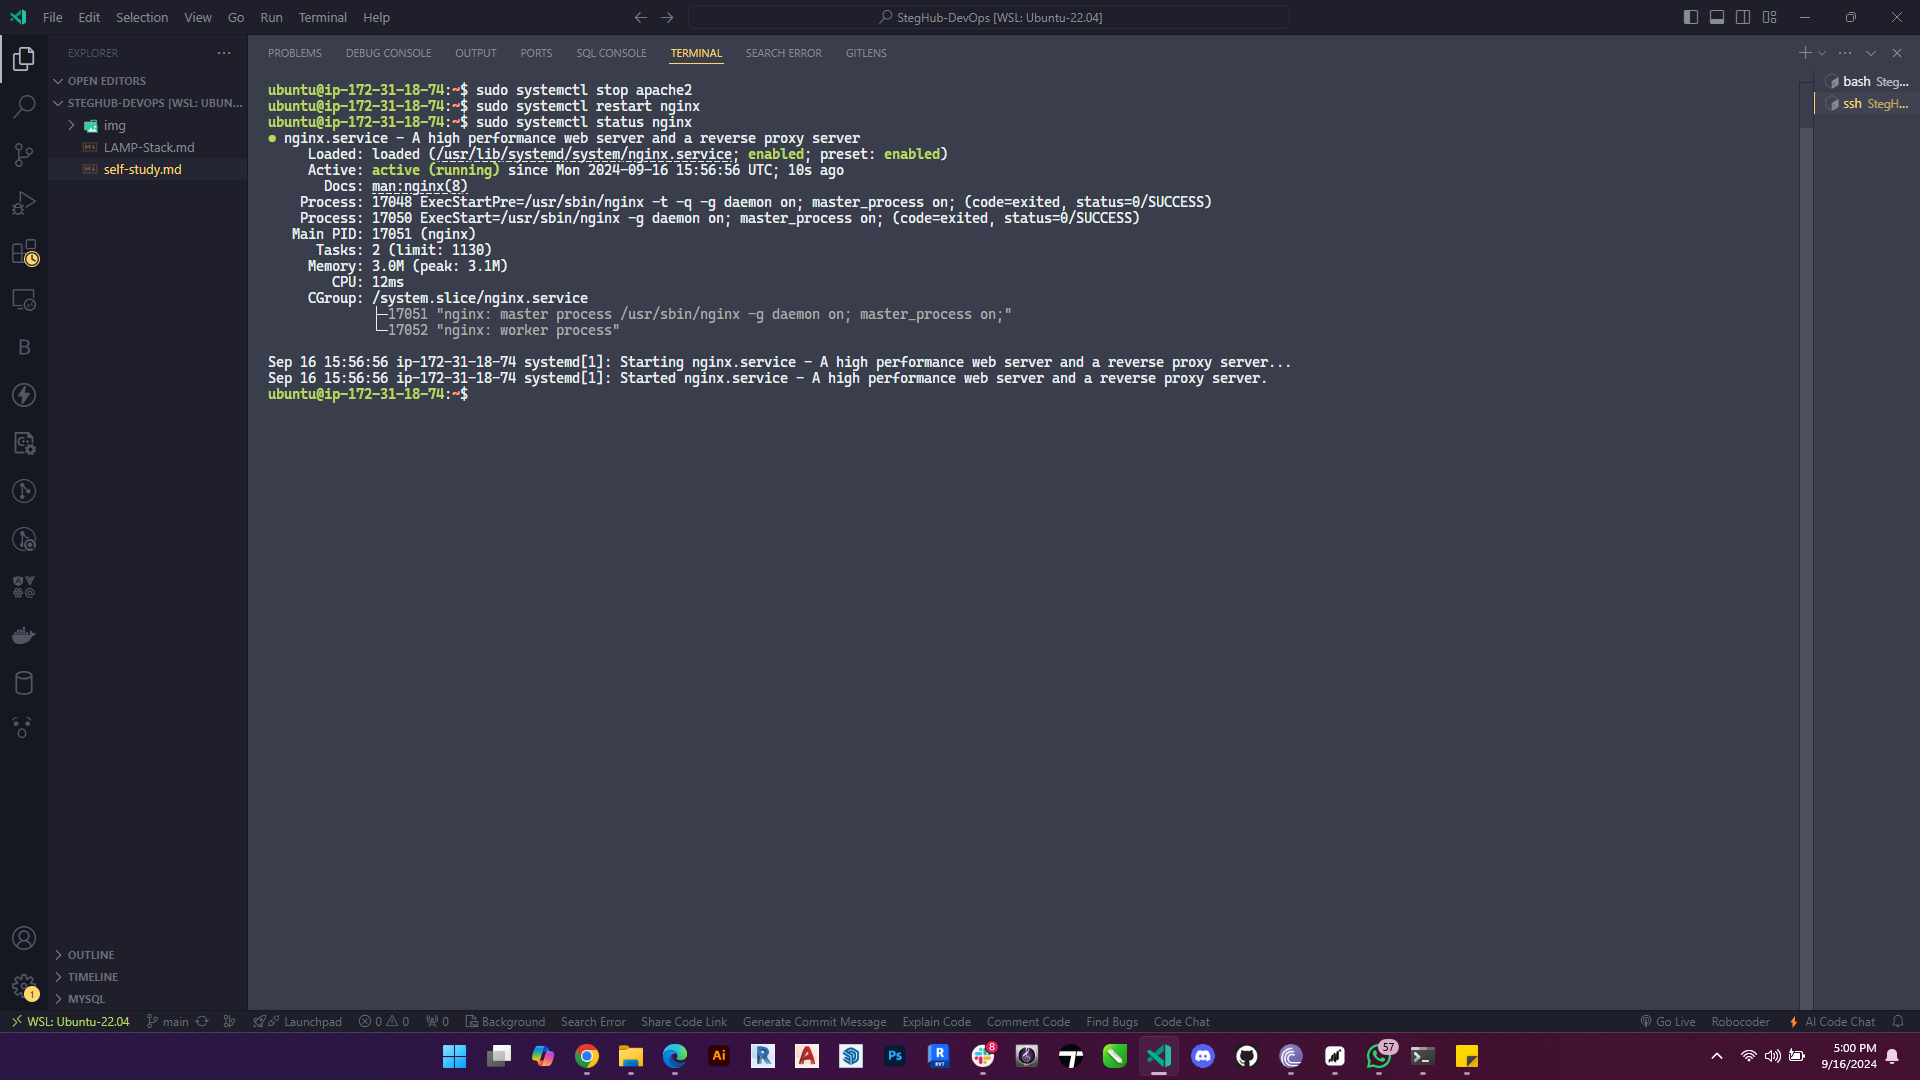 File Edit Selection View Go Run Terminal Help
StegHub-DevOps [WSL: Ubuntu-22.04]
EXPLORER
OPEN EDITORS
STEGHUB-DEVOPS [WSL: UBUN...
img
LAMP-Stack.md
self-study.md
OUTLINE
TIMELINE
MYSQL
PROBLEMS DEBUG CONSOLE OUTPUT PORTS SQL CONSOLE TERMINAL SEARCH ERROR GITLENS
ubuntu@ip-172-31-18-74:~$ sudo systemctl stop apache2
ubuntu@ip-172-31-18-74:~$ sudo systemctl restart nginx
ubuntu@ip-172-31-18-74:~$ sudo systemctl status nginx
● nginx.service - A high performance web server and a reverse proxy server
Loaded: loaded (/usr/lib/systemd/system/nginx.service; enabled; preset: enabled)
Active: active (running) since Mon 2024-09-16 15:56:56 UTC; 10s ago
Docs: man:nginx(8)
Process: 17048 ExecStartPre=/usr/sbin/nginx -t -q -g daemon on; master_process on; (code=exited, status=0/SUCCESS)
Process: 17050 ExecStart=/usr/sbin/nginx -g daemon on; master_process on; (code=exited, status=0/SUCCESS)
Main PID: 17051 (nginx)
Tasks: 2 (limit: 1130)
Memory: 3.0M (peak: 3.1M)
CPU: 12ms
CGroup: /system.slice/nginx.service
├─17051 "nginx: master process /usr/sbin/nginx -g daemon on; master_process on;"
└─17052 "nginx: worker process"
Sep 16 15:56:56 ip-172-31-18-74 systemd[1]: Starting nginx.service - A high performance web server and a reverse proxy server...
Sep 16 15:56:56 ip-172-31-18-74 systemd[1]: Started nginx.service - A high performance web server and a reverse proxy server.
ubuntu@ip-172-31-18-74:~$
bash Steg...
ssh StegH...
1
WSL: Ubuntu-22.04 main Launchpad 0 0 0 Background Search Error Share Code Link Generate Commit Message Explain Code Comment Code Find Bugs Code Chat Go Live Robocoder AI Code Chat
Ai R A Ps R RVT 8 57
5:00 PM
9/16/2024